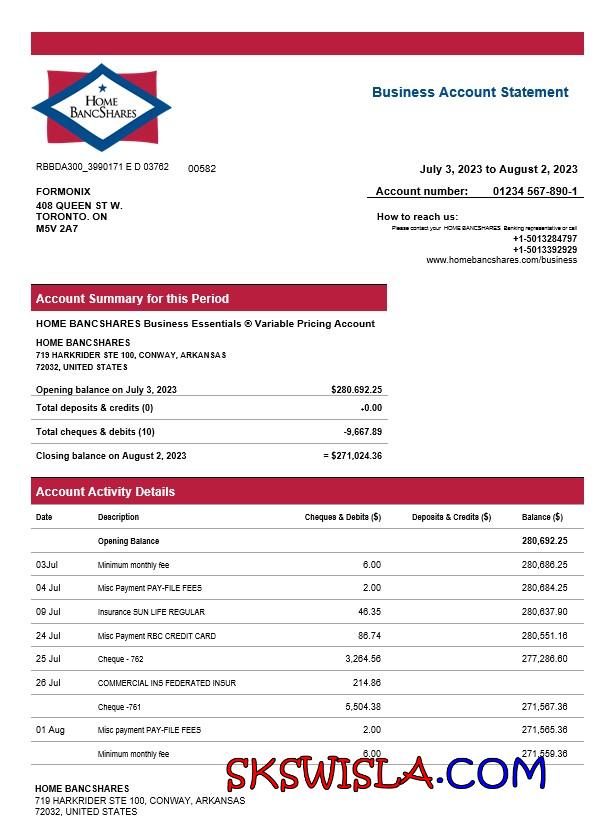 HOME
BANCSHARES
Business Account Statement
RBBDA300_3990171 E D 03762 00582
July 3, 2023 to August 2, 2023
FORMONIX
408 QUEEN ST W.
TORONTO. ON
M5V 2A7
Account number: 01234 567-890-1
How to reach us:
Please contact your HOME BANCSHARES Banking representative or call
+1-5013284797
+1-5013392929
www.homebancshares.com/business
Account Summary for this Period
HOME BANCSHARES Business Essentials ® Variable Pricing Account
HOME BANCSHARES
719 HARKRIDER STE 100, CONWAY, ARKANSAS
72032, UNITED STATES
Opening balance on July 3, 2023 $280.692.25
Total deposits & credits (0) +0.00
Total cheques & debits (10) -9,667.89
Closing balance on August 2, 2023 = $271,024.36
Account Activity Details
Date Description Cheques & Debits ($) Deposits & Credits ($) Balance ($)
Opening Balance 280,692.25
03Jul Minimum monthly fee 6.00 280,686.25
04 Jul Misc Payment PAY-FILE FEES 2.00 280,684.25
09 Jul Insurance SUN LIFE REGULAR 46.35 280,637.90
24 Jul Misc Payment RBC CREDIT CARD 86.74 280,551.16
25 Jul Cheque - 762 3,264.56 277,286.60
26 Jul COMMERCIAL INS FEDERATED INSUR 214.86
Cheque -761 5,504.38 271,567.36
01 Aug Misc payment PAY-FILE FEES 2.00 271,565.36
Minimum monthly fee 6.00 271,559.36
SKSWISLA.COM
HOME BANCSHARES
719 HARKRIDER STE 100, CONWAY, ARKANSAS
72032, UNITED STATES